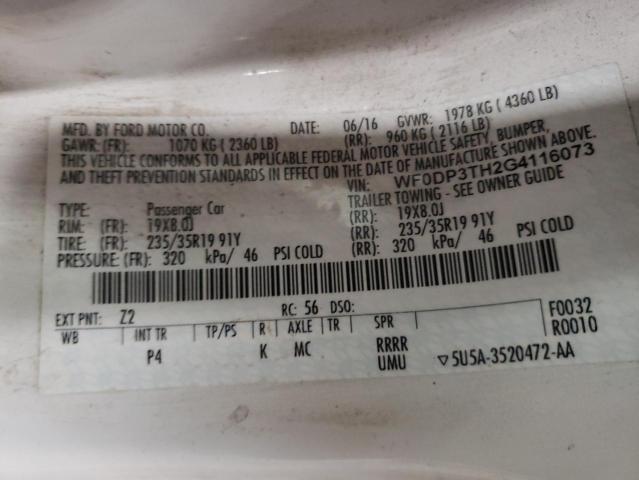 MFD. BY FORD MOTOR CO. DATE: 06/16 GVWR: 1978 KG ( 4360 LB)
GAWR: (FR): 1070 KG ( 2360 LB) (RR): 960 KG ( 2116 LB)
THIS VEHICLE CONFORMS TO ALL APPLICABLE FEDERAL MOTOR VEHICLE SAFETY, BUMPER,
AND THEFT PREVENTION STANDARDS IN EFFECT ON THE DATE OF MANUFACTURE SHOWN ABOVE.
VIN: WF0DP3TH2G4116073
TYPE: Passenger Car TRAILER TOWING - SEE OWNER GUIDE
RIM: (FR): 19X8.0J (RR): 19X8.0J
TIRE: (FR): 235/35R19 91Y (RR): 235/35R19 91Y
PRESSURE: (FR): 320 kPa/ 46 PSI COLD (RR): 320 kPa/ 46 PSI COLD
EXT PNT: Z2 RC: 56 DSO: F0032
WB INT TR TP/PS R AXLE TR SPR R0010
P4 K MC RRRR
UMU ▽5U5A-3520472-AA